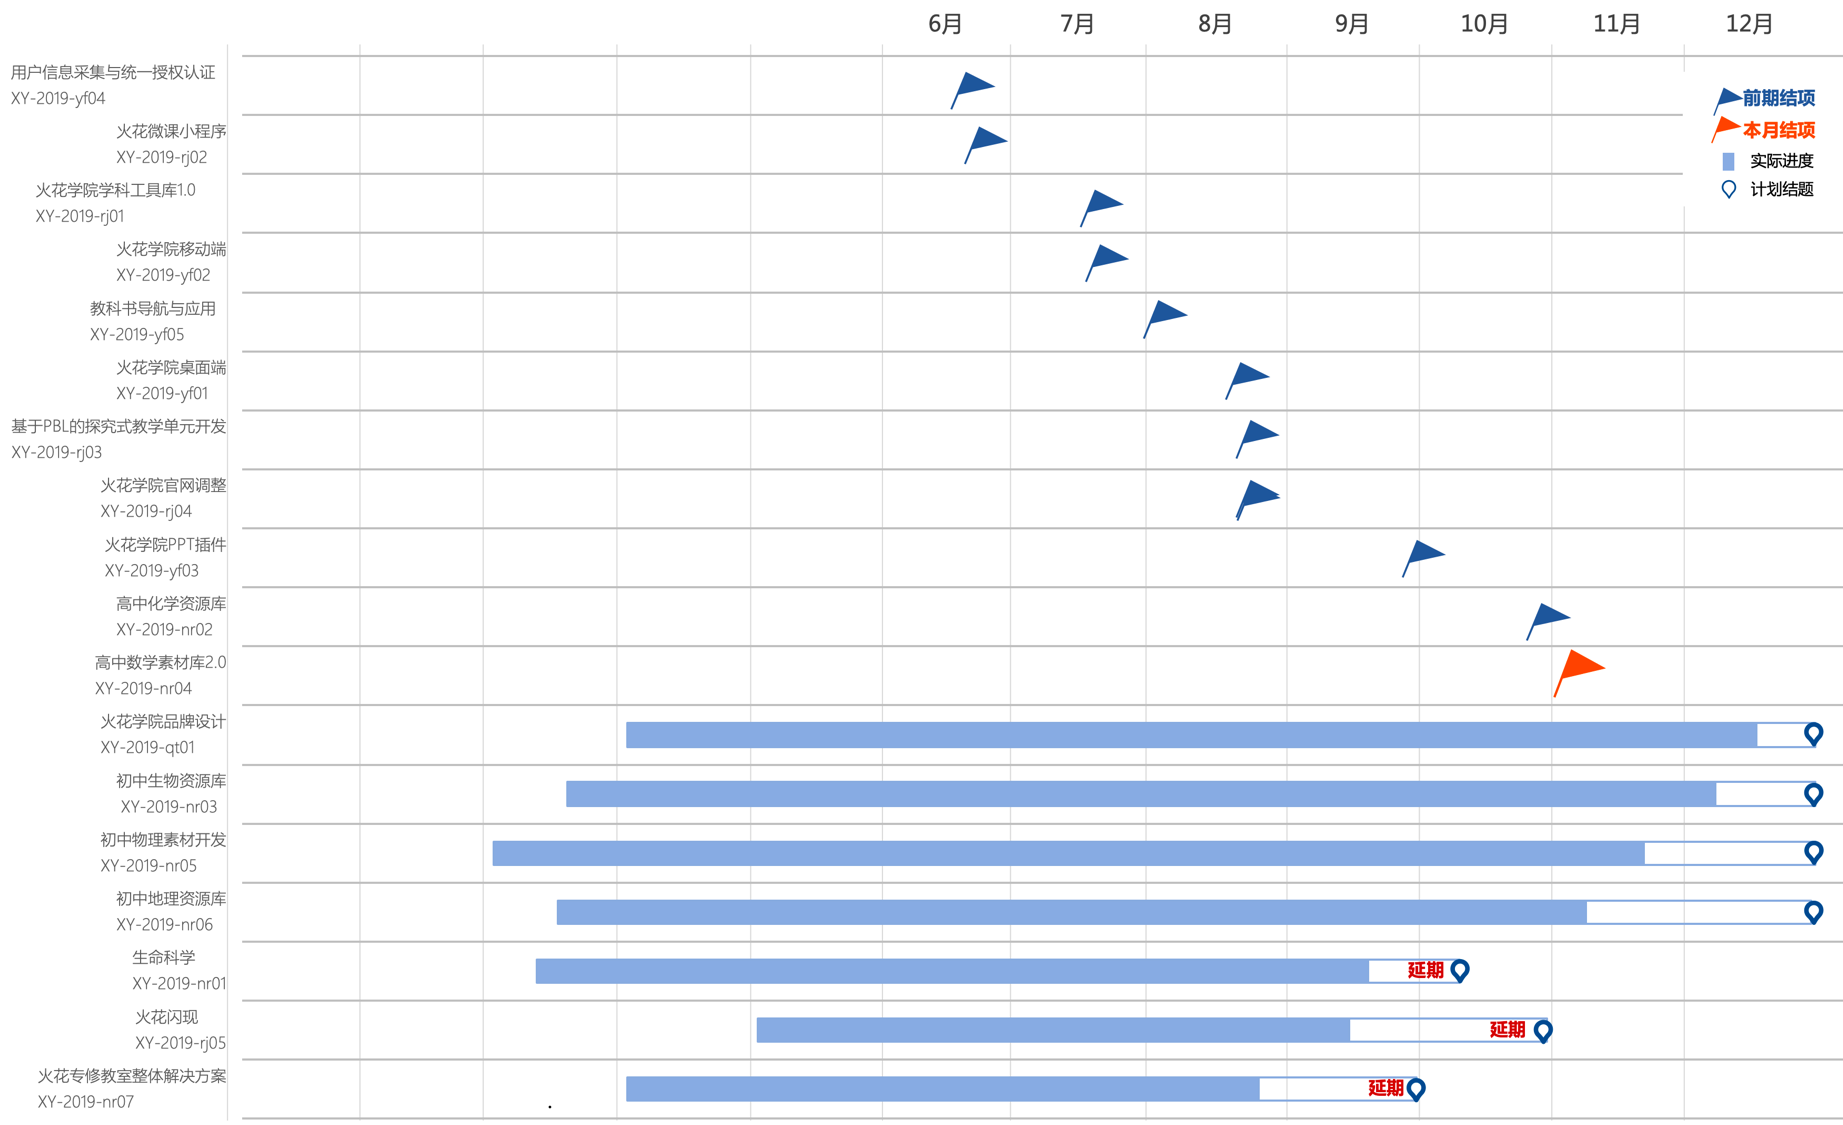 6月 7月 8月 9月 10月 11月 12月
用户信息采集与统一授权认证
XY-2019-yf04
火花微课小程序
XY-2019-rj02
火花学院学科工具库1.0
XY-2019-rj01
火花学院移动端
XY-2019-yf02
教科书导航与应用
XY-2019-yf05
火花学院桌面端
XY-2019-yf01
基于PBL的探究式教学单元开发
XY-2019-rj03
火花学院官网调整
XY-2019-rj04
火花学院PPT插件
XY-2019-yf03
高中化学资源库
XY-2019-nr02
高中数学素材库2.0
XY-2019-nr04
火花学院品牌设计
XY-2019-qt01
初中生物资源库
XY-2019-nr03
初中物理素材开发
XY-2019-nr05
初中地理资源库
XY-2019-nr06
生命科学
XY-2019-nr01
延期
火花闪现
XY-2019-rj05
延期
火花专修教室整体解决方案
XY-2019-nr07
延期
前期结项
本月结项
实际进度
计划结题